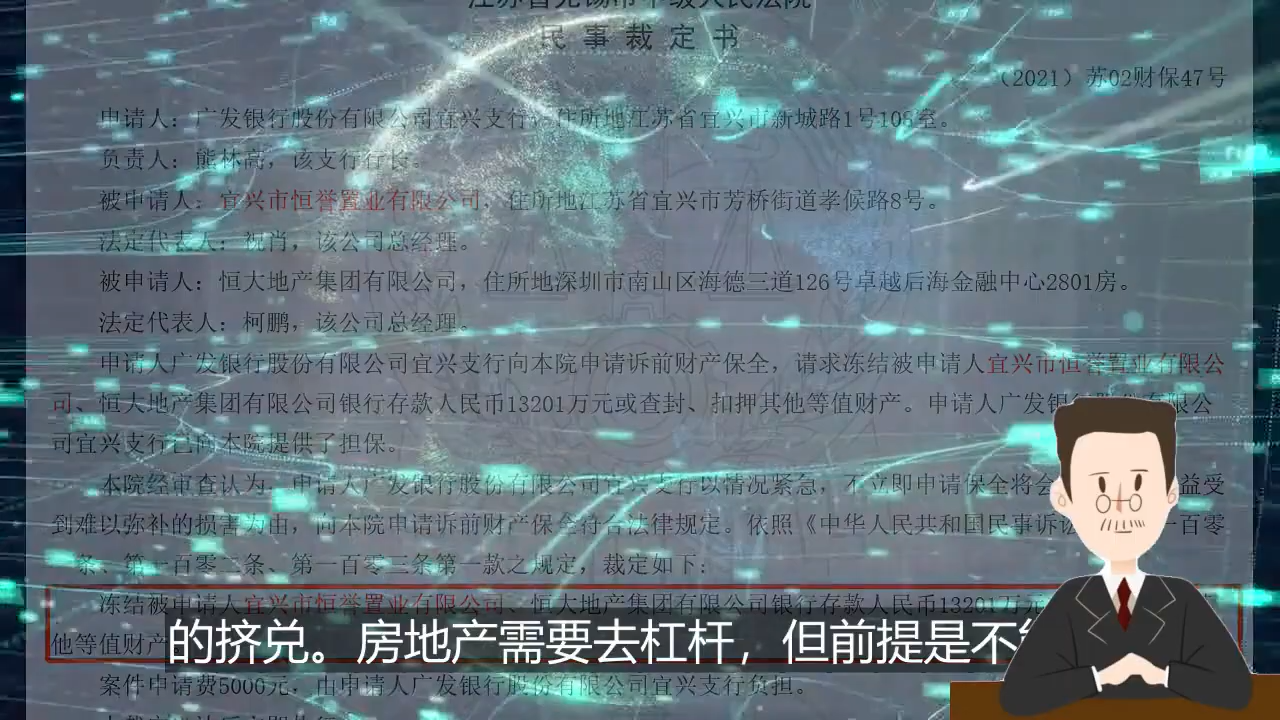 江苏省无锡市中级人民法院
民事裁定书
（2021）苏02财保47号
申请人：广发银行股份有限公司宜兴支行，住所地江苏省宜兴市新城路1号106室。
负责人：熊林高，该支行行长。
被申请人：宜兴市恒誉置业有限公司，住所地江苏省宜兴市芳桥街道孝候路8号。
法定代表人：祝肖，该公司总经理。
被申请人：恒大地产集团有限公司，住所地深圳市南山区海德三道126号卓越后海金融中心2801房。
法定代表人：柯鹏，该公司总经理。
申请人广发银行股份有限公司宜兴支行向本院申请诉前财产保全，请求冻结被申请人宜兴市恒誉置业有限公
司、恒大地产集团有限公司银行存款人民币13201万元或查封、扣押其他等值财产。申请人广发银行股份有限公
司宜兴支行已向本院提供了担保。
本院经审查认为，申请人广发银行股份有限公司宜兴支行以情况紧急，不立即申请保全将会 益受
到难以弥补的损害为由，向本院申请诉前财产保全符合法律规定。依照《中华人民共和国民事诉讼 一百零
条、第一百零二条、第一百零三条第一款之规定，裁定如下：
冻结被申请人宜兴市恒誉置业有限公司、恒大地产集团有限公司银行存款人民币13201万元
他等值财产
的挤兑。房地产需要去杠杆，但前提是不
案件申请费5000元，由申请人广发银行股份有限公司宜兴支行负担。